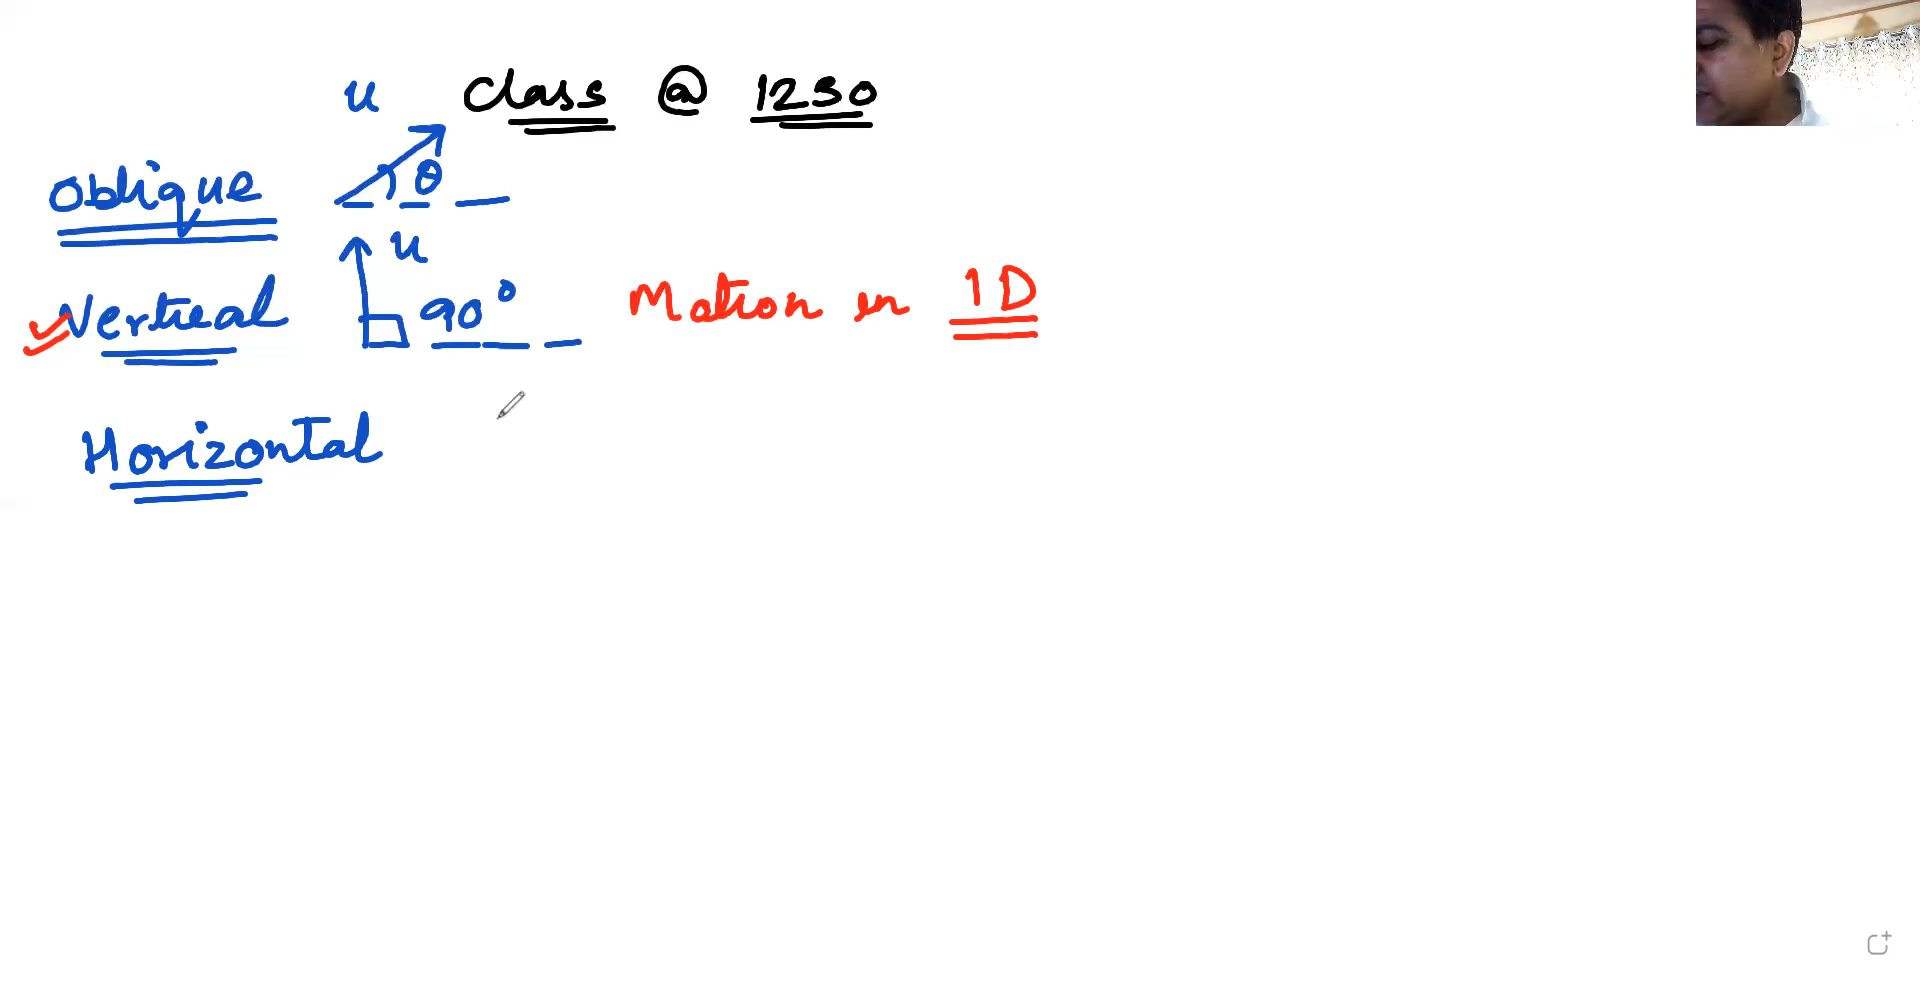 u Class @ 1230
Oblique θ
u
Vertical 90° Motion in 1D
Horizontal